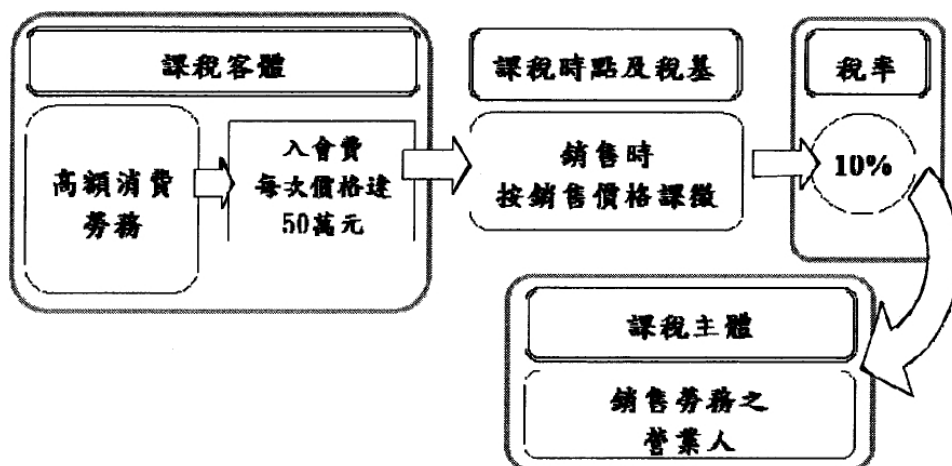 課稅客體
高額消費
勞務
入會費
每次價格達
50萬元
課稅時點及稅基
銷售時
按銷售價格課徵
稅率
10%
課稅主體
銷售勞務之
營業人